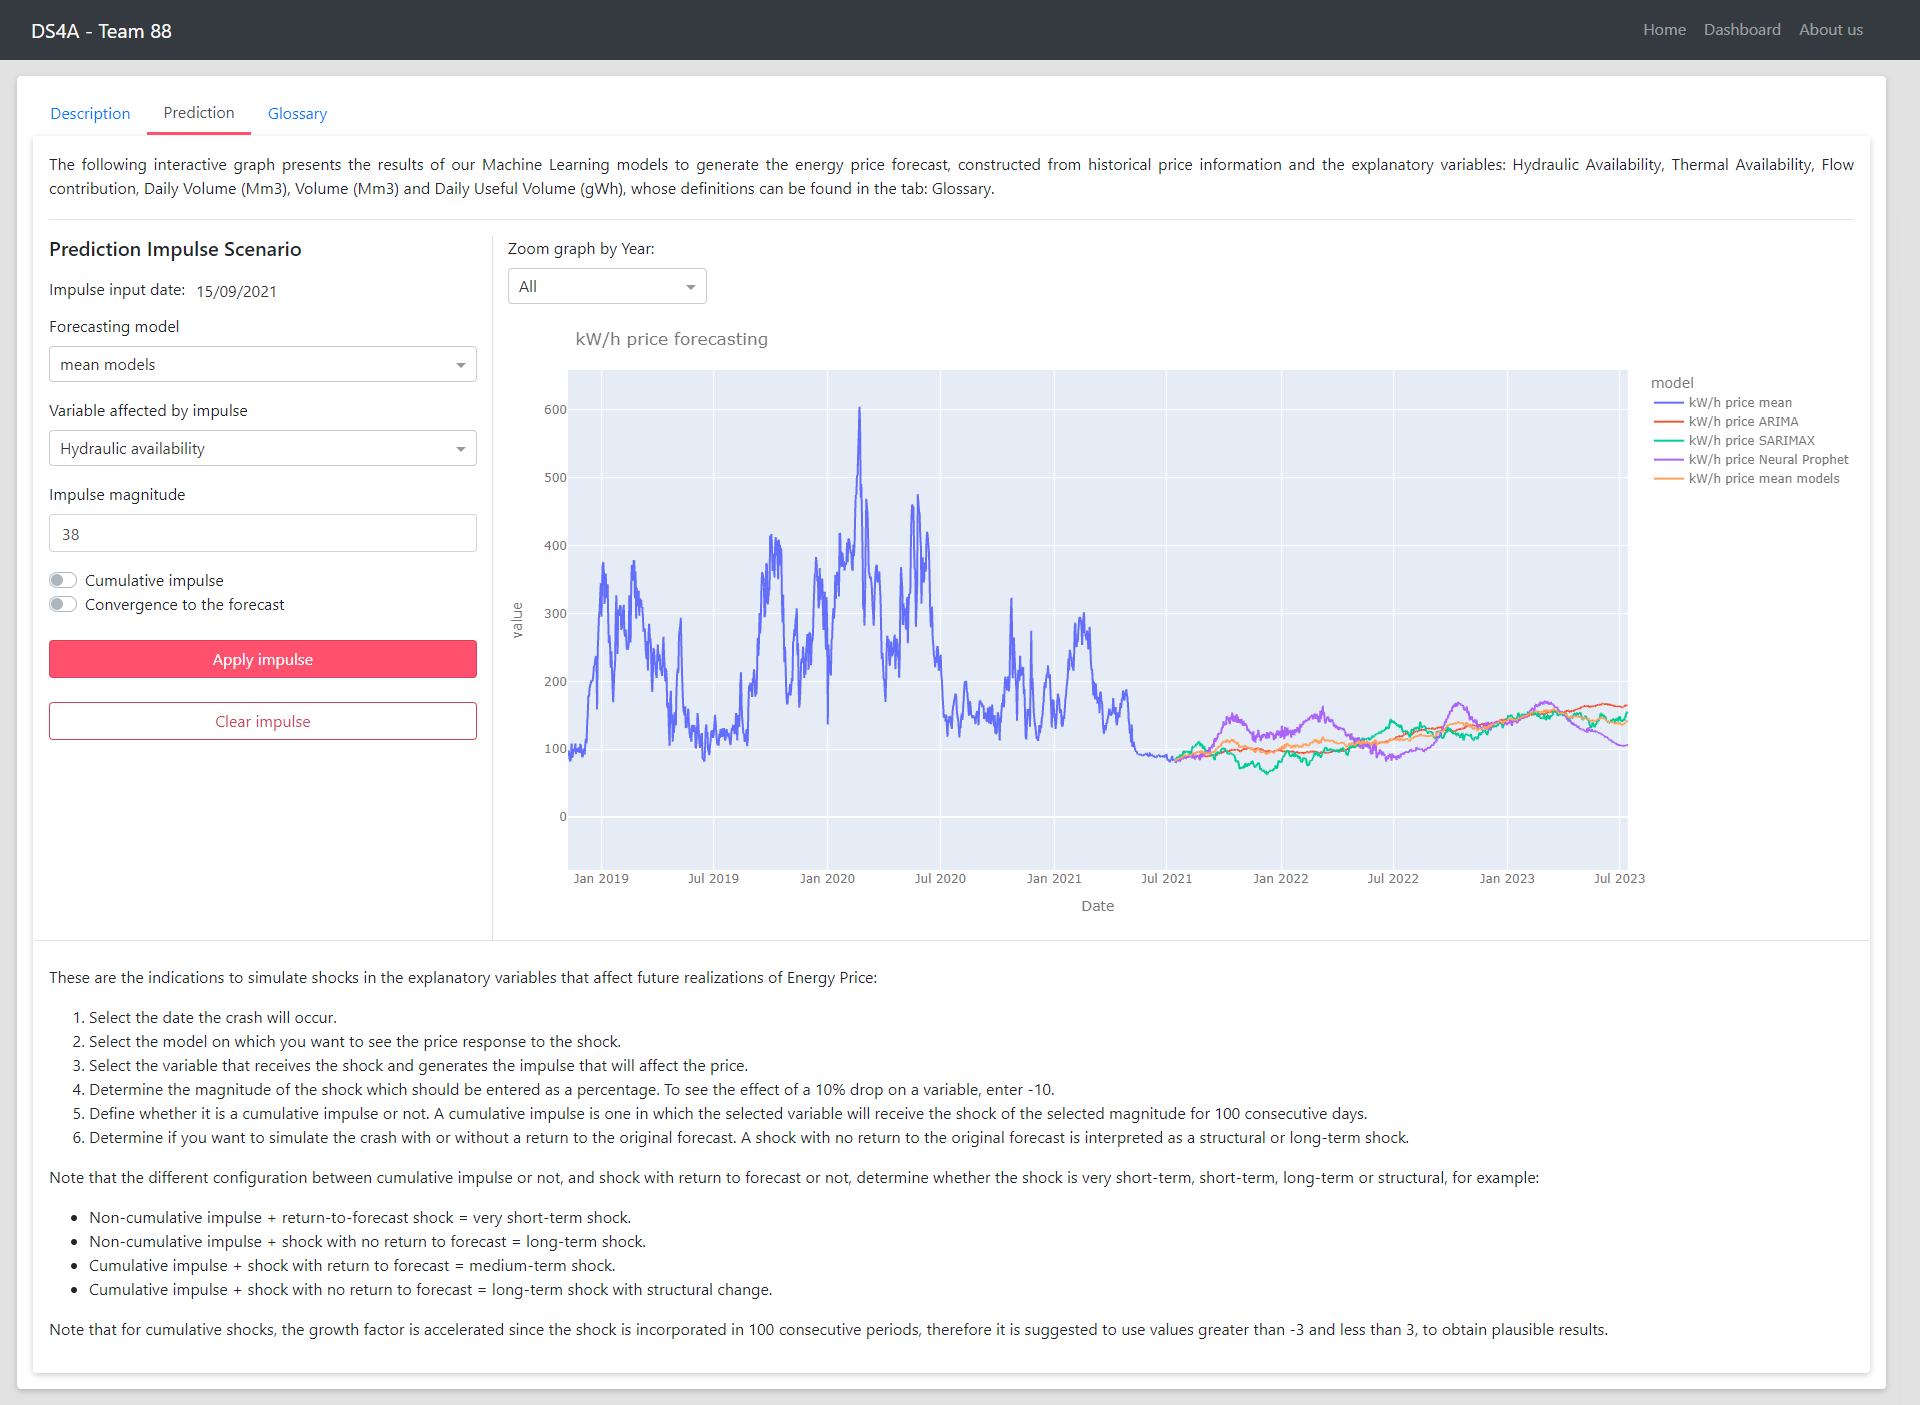 DS4A - Team 88
Home Dashboard About us
Description Prediction Glossary
The following interactive graph presents the results of our Machine Learning models to generate the energy price forecast, constructed from historical price information and the explanatory variables: Hydraulic Availability, Thermal Availability, Flow
contribution, Daily Volume (Mm3), Volume (Mm3) and Daily Useful Volume (gWh), whose definitions can be found in the tab: Glossary.
Prediction Impulse Scenario
Impulse input date: 15/09/2021
Forecasting model
mean models
Variable affected by impulse
Hydraulic availability
Impulse magnitude
38
Cumulative impulse
Convergence to the forecast
Apply impulse
Clear impulse
Zoom graph by Year:
All
kW/h price forecasting
600
500
400
300
200
100
0
value
Jan 2019 Jul 2019 Jan 2020 Jul 2020 Jan 2021 Jul 2021 Jan 2022 Jul 2022 Jan 2023 Jul 2023
Date
model
kW/h price mean
kW/h price ARIMA
kW/h price SARIMAX
kW/h price Neural Prophet
kW/h price mean models
These are the indications to simulate shocks in the explanatory variables that affect future realizations of Energy Price:
1. Select the date the crash will occur.
2. Select the model on which you want to see the price response to the shock.
3. Select the variable that receives the shock and generates the impulse that will affect the price.
4. Determine the magnitude of the shock which should be entered as a percentage. To see the effect of a 10% drop on a variable, enter -10.
5. Define whether it is a cumulative impulse or not. A cumulative impulse is one in which the selected variable will receive the shock of the selected magnitude for 100 consecutive days.
6. Determine if you want to simulate the crash with or without a return to the original forecast. A shock with no return to the original forecast is interpreted as a structural or long-term shock.
Note that the different configuration between cumulative impulse or not, and shock with return to forecast or not, determine whether the shock is very short-term, short-term, long-term or structural, for example:
• Non-cumulative impulse + return-to-forecast shock = very short-term shock.
• Non-cumulative impulse + shock with no return to forecast = long-term shock.
• Cumulative impulse + shock with return to forecast = medium-term shock.
• Cumulative impulse + shock with no return to forecast = long-term shock with structural change.
Note that for cumulative shocks, the growth factor is accelerated since the shock is incorporated in 100 consecutive periods, therefore it is suggested to use values greater than -3 and less than 3, to obtain plausible results.